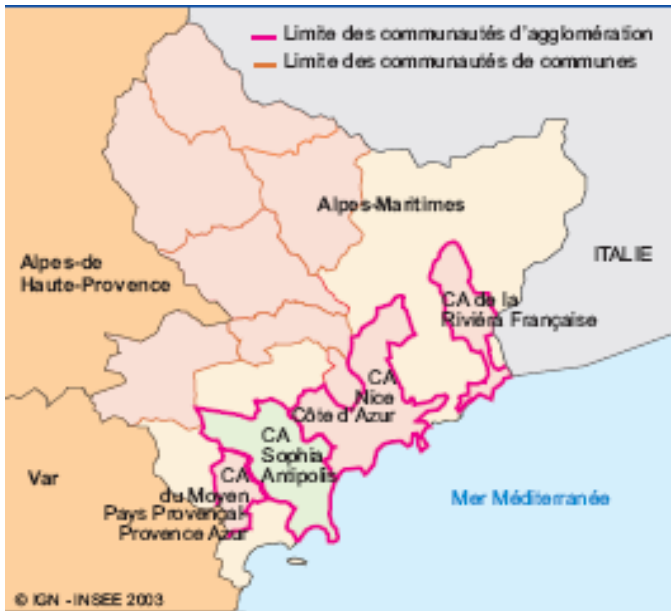 Limite des communautés d'agglomération
Limite des communautés de communes
Alpes-Maritimes
ITALIE
Alpes-de
Haute-Provence
CA de la
Riviéra Française
CA
Nice
Côte d'Azur
CA
Sophia
Antipolis
Var
CA
du Moyen
Pays Provençal-
Provence Azur
Mer Méditerranée
© IGN - INSEE 2003